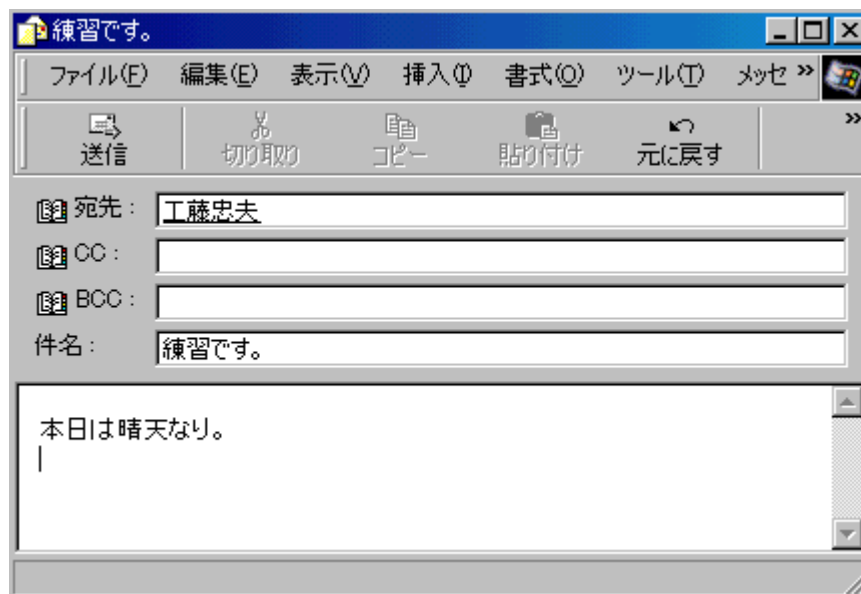 練習です。
ファイル(F) 編集(E) 表示(V) 挿入(I) 書式(O) ツール(T) メッセ »
送信 切り取り コピー 貼り付け 元に戻す »
宛先: 工藤忠夫
CC:
BCC:
件名: 練習です。
本日は晴天なり。